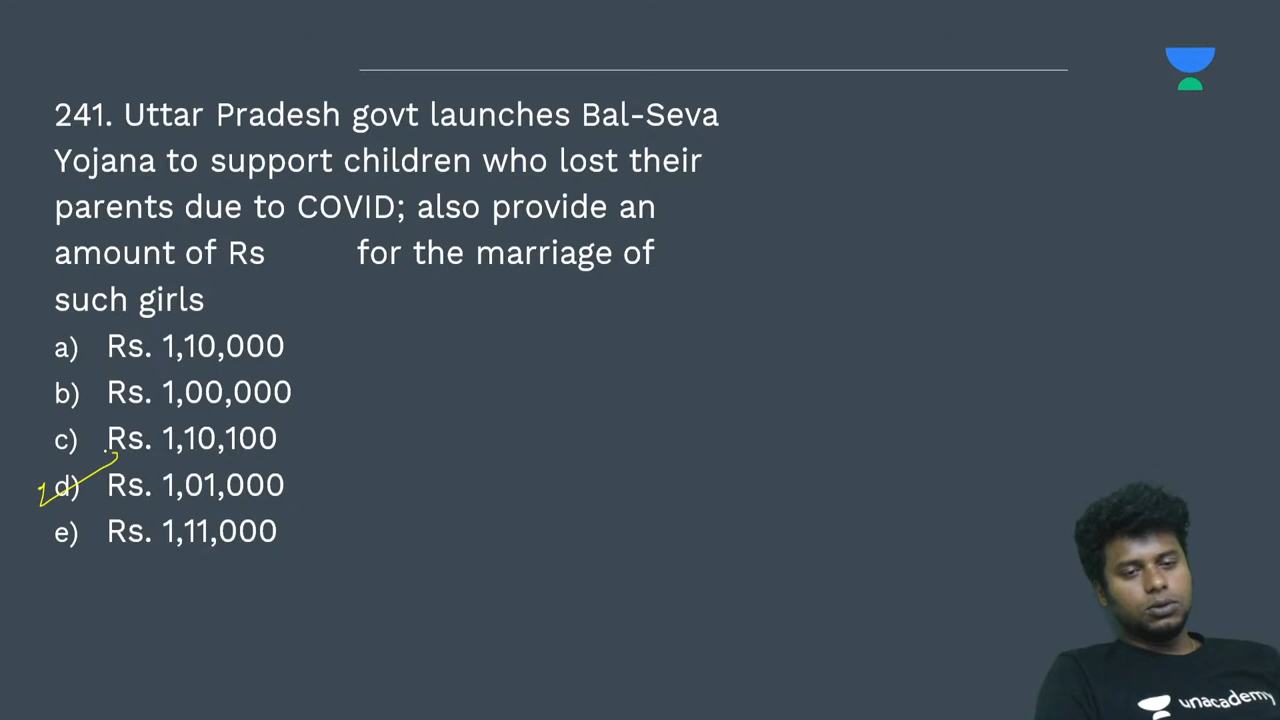 241. Uttar Pradesh govt launches Bal-Seva
Yojana to support children who lost their
parents due to COVID; also provide an
amount of Rs for the marriage of
such girls
a) Rs. 1,10,000
b) Rs. 1,00,000
c) Rs. 1,10,100
d) Rs. 1,01,000
e) Rs. 1,11,000
unacademy